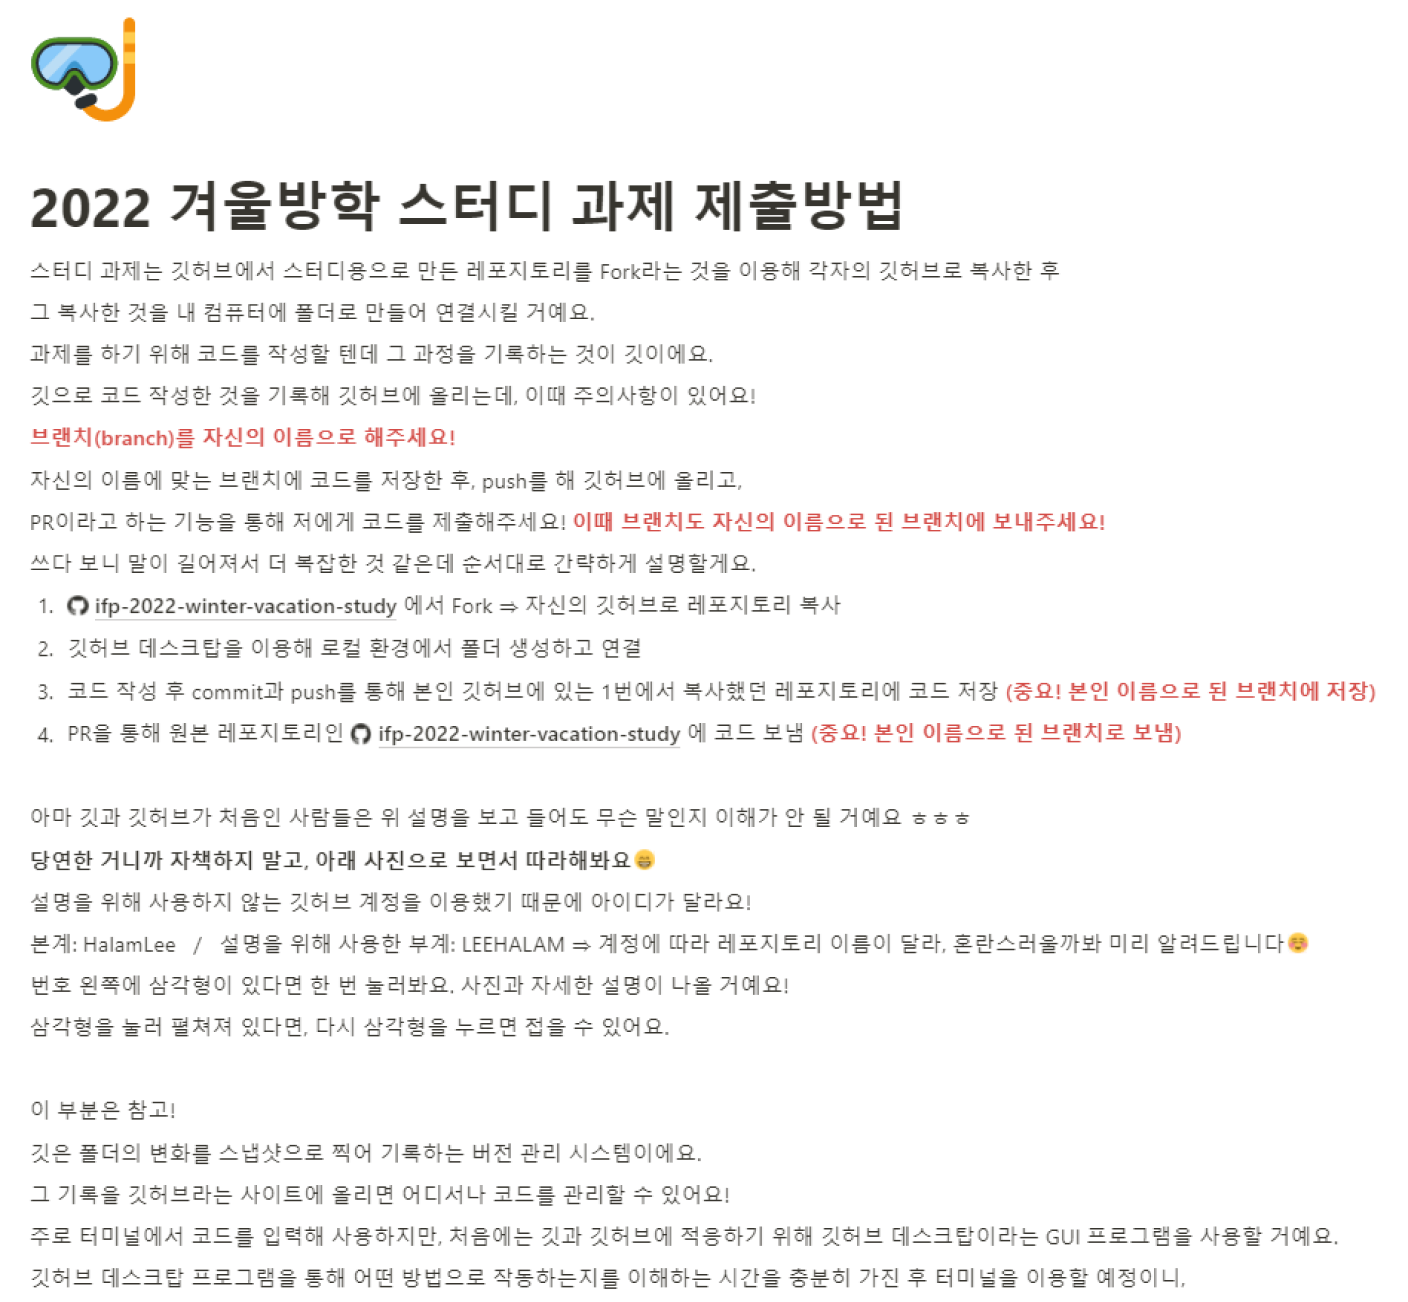 2022 겨울방학 스터디 과제 제출방법
스터디 과제는 깃허브에서 스터디용으로 만든 레포지토리를 Fork라는 것을 이용해 각자의 깃허브로 복사한 후
그 복사한 것을 내 컴퓨터에 폴더로 만들어 연결시킬 거예요.
과제를 하기 위해 코드를 작성할 텐데 그 과정을 기록하는 것이 깃이에요.
깃으로 코드 작성한 것을 기록해 깃허브에 올리는데, 이때 주의사항이 있어요!
브랜치(branch)를 자신의 이름으로 해주세요!
자신의 이름에 맞는 브랜치에 코드를 저장한 후, push를 해 깃허브에 올리고,
PR이라고 하는 기능을 통해 저에게 코드를 제출해주세요! 이때 브랜치도 자신의 이름으로 된 브랜치에 보내주세요!
쓰다 보니 말이 길어져서 더 복잡한 것 같은데 순서대로 간략하게 설명할게요.
1. ifp-2022-winter-vacation-study 에서 Fork ⇒ 자신의 깃허브로 레포지토리 복사
2. 깃허브 데스크탑을 이용해 로컬 환경에서 폴더 생성하고 연결
3. 코드 작성 후 commit과 push를 통해 본인 깃허브에 있는 1번에서 복사했던 레포지토리에 코드 저장 (중요! 본인 이름으로 된 브랜치에 저장)
4. PR을 통해 원본 레포지토리인 ifp-2022-winter-vacation-study 에 코드 보냄 (중요! 본인 이름으로 된 브랜치로 보냄)
아마 깃과 깃허브가 처음인 사람들은 위 설명을 보고 들어도 무슨 말인지 이해가 안 될 거예요 ㅎㅎㅎ
당연한 거니까 자책하지 말고, 아래 사진으로 보면서 따라해봐요😁
설명을 위해 사용하지 않는 깃허브 계정을 이용했기 때문에 아이디가 달라요!
본계: HalamLee / 설명을 위해 사용한 부계: LEEHALAM ⇒ 계정에 따라 레포지토리 이름이 달라, 혼란스러울까봐 미리 알려드립니다☺️
번호 왼쪽에 삼각형이 있다면 한 번 눌러봐요. 사진과 자세한 설명이 나올 거예요!
삼각형을 눌러 펼쳐져 있다면, 다시 삼각형을 누르면 접을 수 있어요.
이 부분은 참고!
깃은 폴더의 변화를 스냅샷으로 찍어 기록하는 버전 관리 시스템이에요.
그 기록을 깃허브라는 사이트에 올리면 어디서나 코드를 관리할 수 있어요!
주로 터미널에서 코드를 입력해 사용하지만, 처음에는 깃과 깃허브에 적응하기 위해 깃허브 데스크탑이라는 GUI 프로그램을 사용할 거예요.
깃허브 데스크탑 프로그램을 통해 어떤 방법으로 작동하는지를 이해하는 시간을 충분히 가진 후 터미널을 이용할 예정이니,